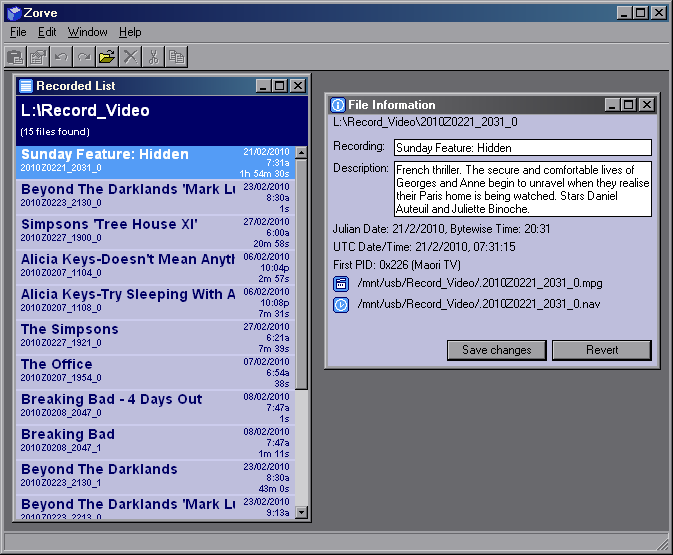 Zorve
File Edit Window Help
Recorded List
L:\Record_Video
(15 files found)
Sunday Feature: Hidden 21/02/2010
7:31a
2010Z0221_2031_0 1h 54m 30s
Beyond The Darklands 'Mark Lu 23/02/2010
8:30a
2010Z0223_2130_0 1s
Simpsons 'Tree House XI' 27/02/2010
6:00a
2010Z0227_1900_0 20m 58s
Alicia Keys-Doesn't Mean Anyth 06/02/2010
10:04p
2010Z0207_1104_0 2m 57s
Alicia Keys-Try Sleeping With A 06/02/2010
10:08p
2010Z0207_1108_0 7m 31s
The Simpsons 27/02/2010
6:21a
2010Z0227_1921_0 7m 39s
The Office 07/02/2010
6:54a
2010Z0207_1954_0 38s
Breaking Bad - 4 Days Out 08/02/2010
7:47a
2010Z0208_2047_0 1s
Breaking Bad 08/02/2010
7:47a
2010Z0208_2047_1 1m 11s
Beyond The Darklands 23/02/2010
8:30a
2010Z0223_2130_1 43m 0s
Beyond The Darklands 'Mark Lu 23/02/2010
9:13a
2010Z0223_2213_0
File Information
L:\Record_Video\2010Z0221_2031_0
Recording: Sunday Feature: Hidden
Description: French thriller. The secure and comfortable lives of
Georges and Anne begin to unravel when they realise
their Paris home is being watched. Stars Daniel
Auteuil and Juliette Binoche.
Julian Date: 21/2/2010, Bytewise Time: 20:31
UTC Date/Time: 21/2/2010, 07:31:15
First PID: 0x226 (Maori TV)
/mnt/usb/Record_Video/.2010Z0221_2031_0.mpg
/mnt/usb/Record_Video/.2010Z0221_2031_0.nav
Save changes Revert